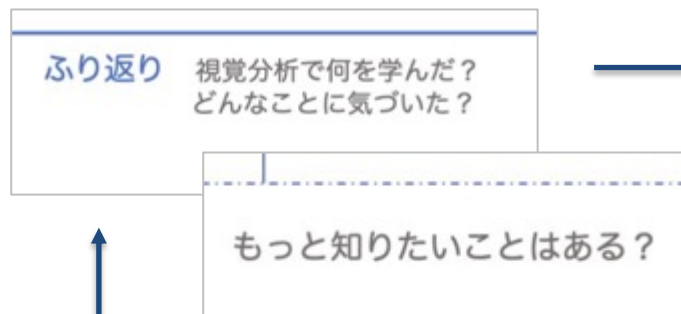 ふり返り 視覚分析で何を学んだ？
どんなことに気づいた？
もっと知りたいことはある？